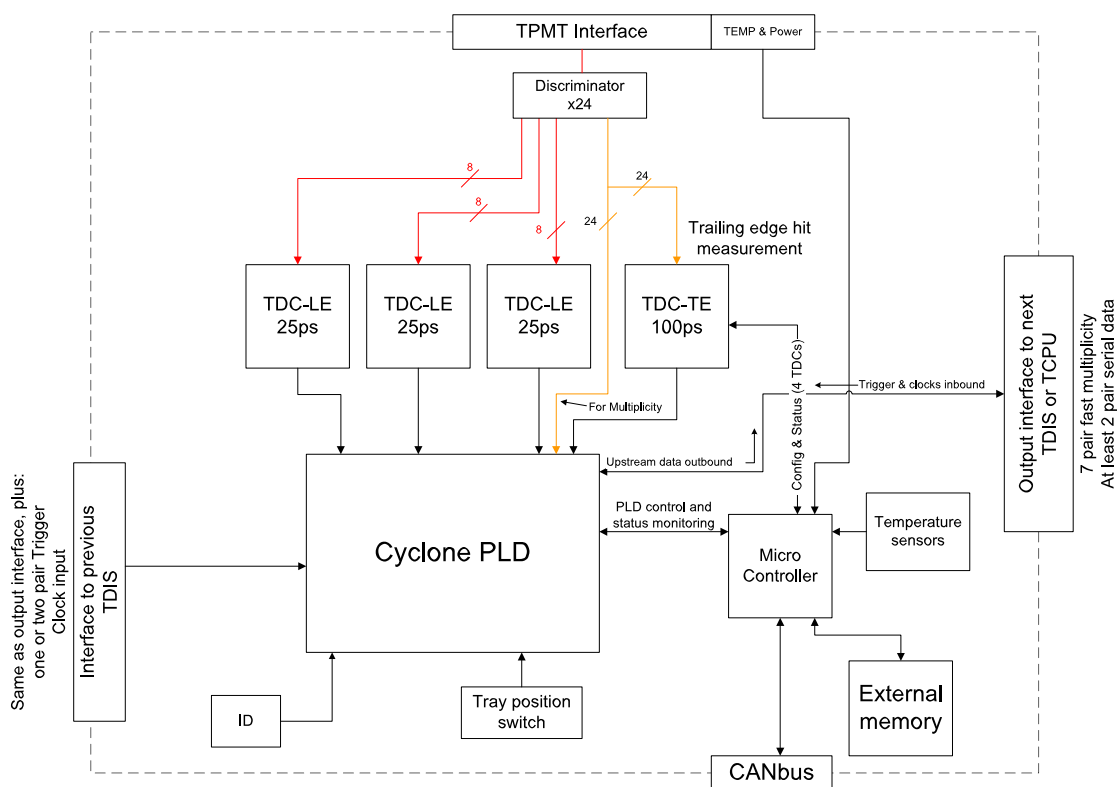 TPMT Interface
TEMP & Power
Discriminator
x24
8
8
8
24
24
Trailing edge hit
measurement
TDC-LE
25ps
TDC-LE
25ps
TDC-LE
25ps
TDC-TE
100ps
For Multiplicity
Config & Status (4 TDCs)
Trigger & clocks inbound
Upstream data outbound
Output interface to next
TDIS or TCPU
7 pair fast multiplicity
At least 2 pair serial data
Same as output interface, plus:
one or two pair Trigger
Clock input
Interface to previous
TDIS
Cyclone PLD
PLD control and
status monitoring
Micro
Controller
Temperature
sensors
ID
Tray position
switch
External
memory
CANbus